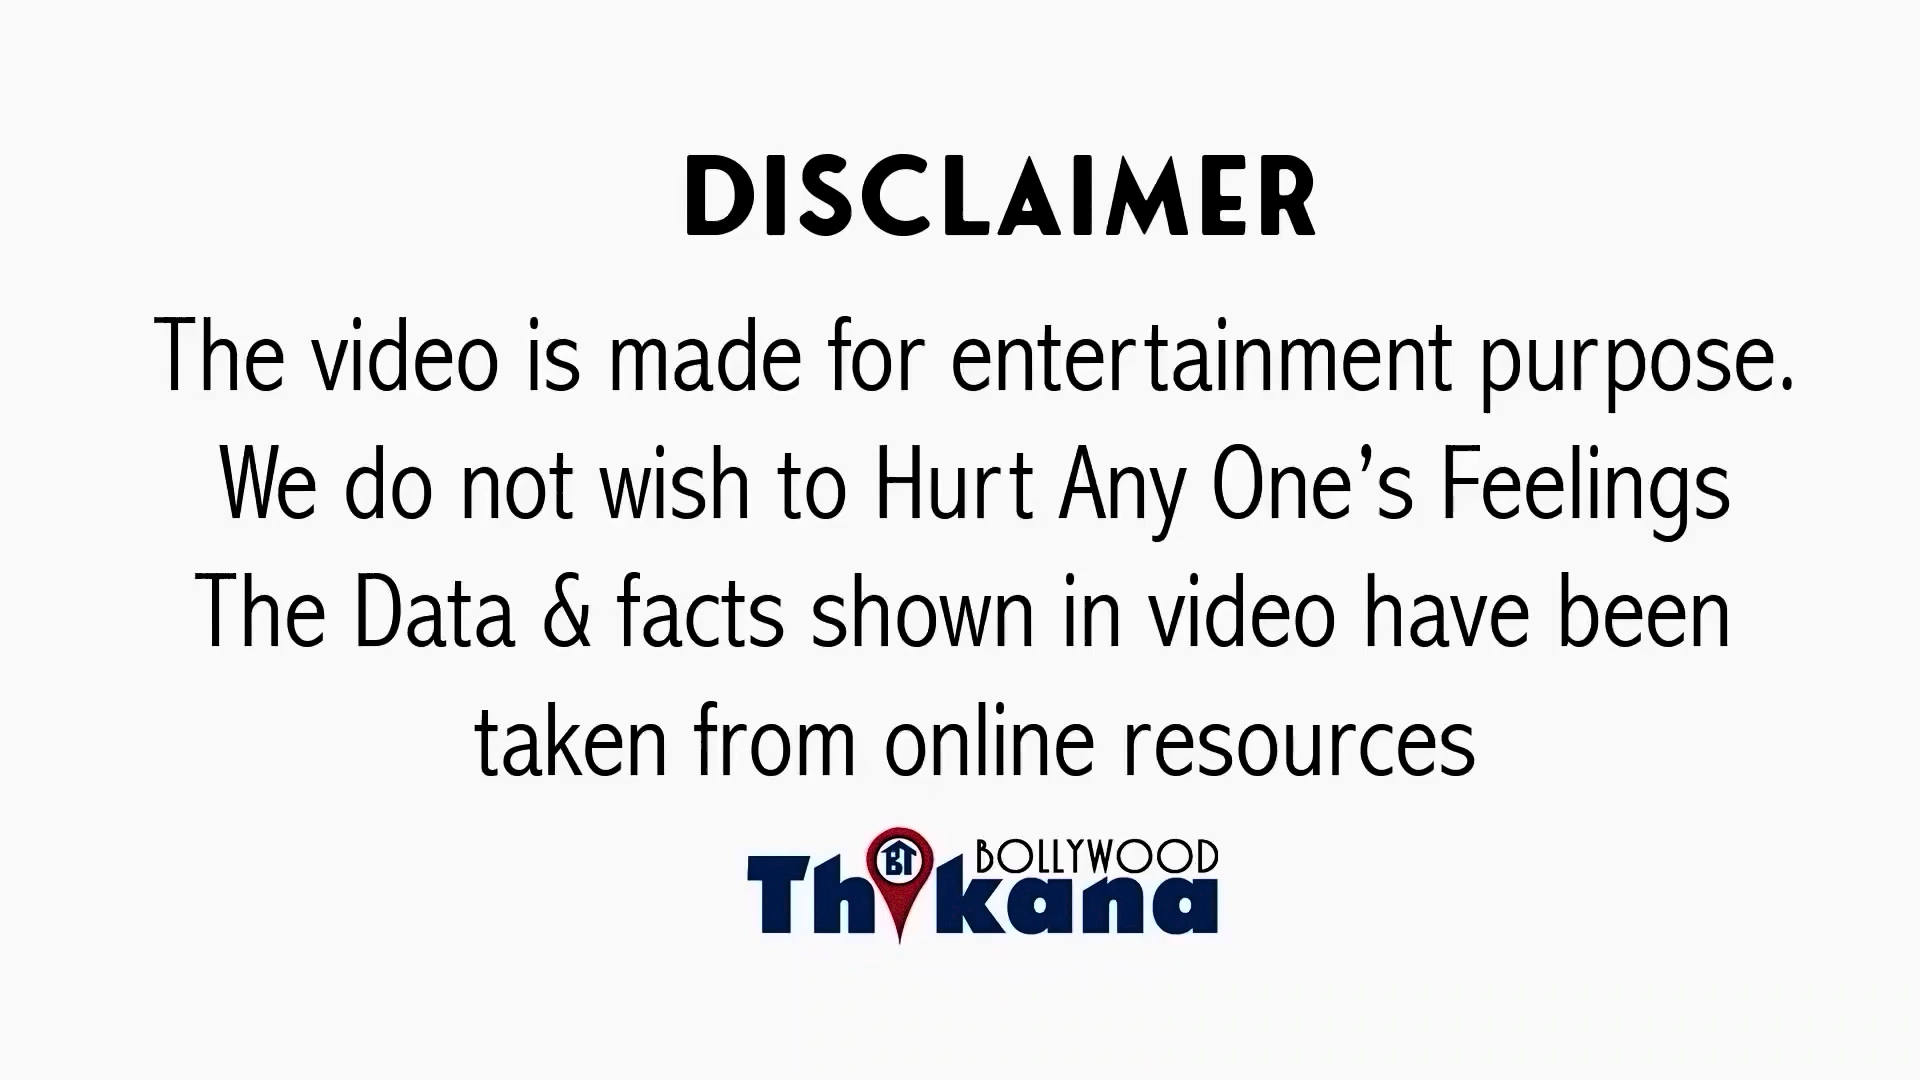 DISCLAIMER
The video is made for entertainment purpose.
We do not wish to Hurt Any One’s Feelings
The Data & facts shown in video have been
taken from online resources
BOLLYWOOD
BT
Thikana